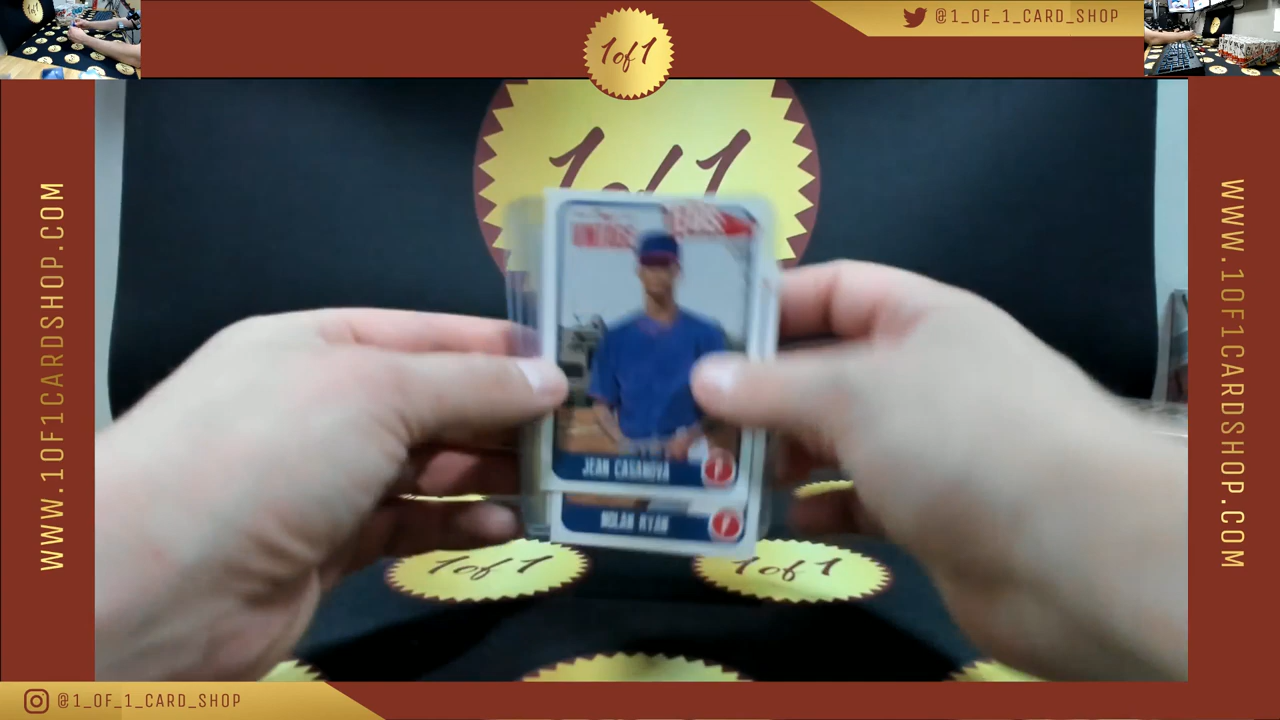 @1_OF_1_CARD_SHOP
1of1
1of1
WWW.1OF1CARDSHOP.COM
WWW.1OF1CARDSHOP.COM
JEAN CASANOVA
NOLAN RYAN
1of1
1of1
@1_OF_1_CARD_SHOP